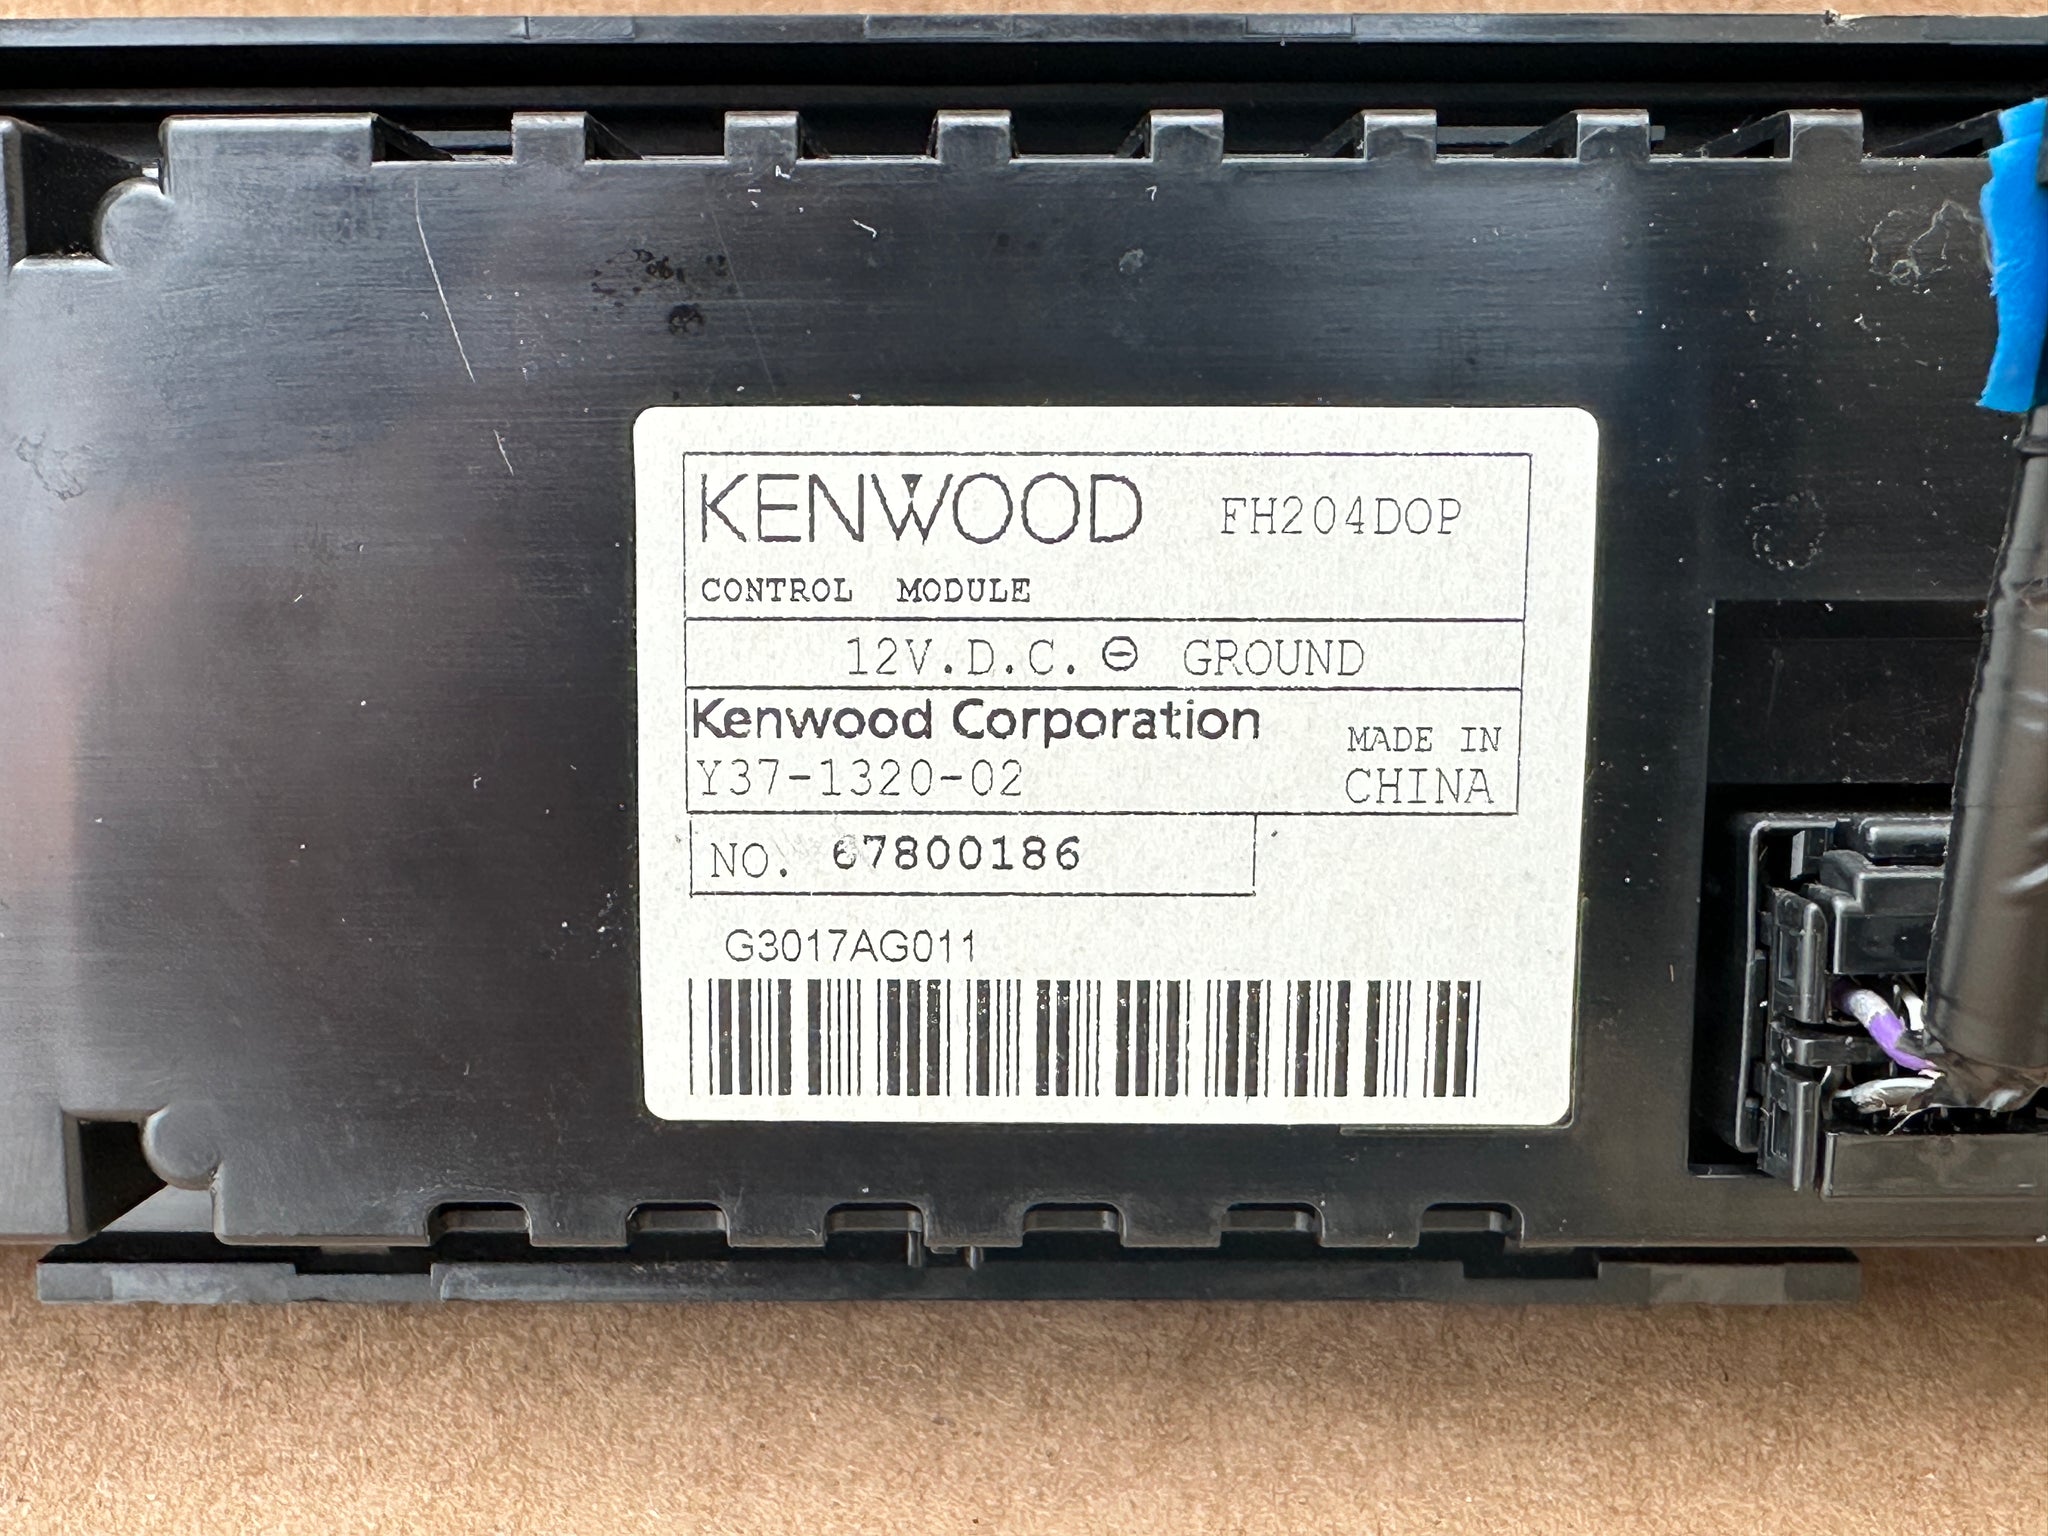 KENWOOD FH204DOP
CONTROL MODULE
12V.D.C. ⊖ GROUND
Kenwood Corporation
MADE IN
Y37-1320-02 CHINA
NO. 67800186
G3017AG011